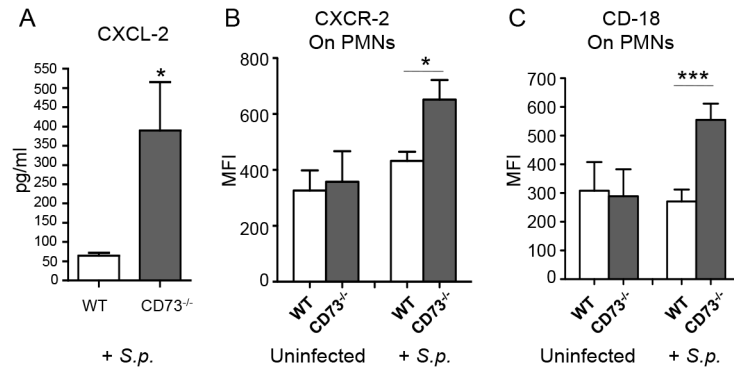 A
CXCL-2
pg/ml
550
500
450
400
350
300
250
200
150
100
50
0
*
WT
CD73-/-
+ S.p.
B
CXCR-2
On PMNs
MFI
800
600
400
200
0
*
WT
CD73-/-
WT
CD73-/-
Uninfected
+ S.p.
C
CD-18
On PMNs
MFI
700
600
500
400
300
200
100
0
***
WT
CD73-/-
WT
CD73-/-
Uninfected
+ S.p.